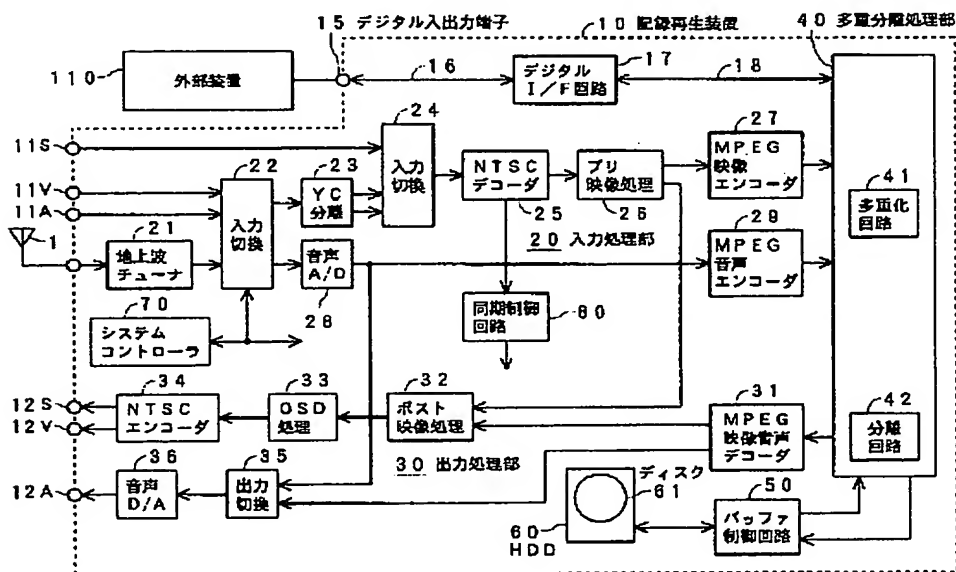 15 デジタル入出力端子
10 記録再生装置
40 多重分離処理部
110
外部装置
16
デジタル
I/F回路
17
18
11S
24
入力
切換
27
MPEG
映像
エンコーダ
11V
11A
22
入力
切換
23
YC
分離
NTSC
デコーダ
25
プリ
映像処理
26
41
多重化
回路
1
21
地上波
チューナ
音声
A/D
28
20 入力処理部
29
MPEG
音声
エンコーダ
70
システム
コントローラ
同期制御
回路
80
12S
12V
34
NTSC
エンコーダ
33
OSD
処理
32
ポスト
映像処理
31
MPEG
映像音声
デコーダ
42
分離
回路
30 出力処理部
12A
36
音声
D/A
35
出力
切換
ディスク
61
60
HDD
50
バッファ
制御回路